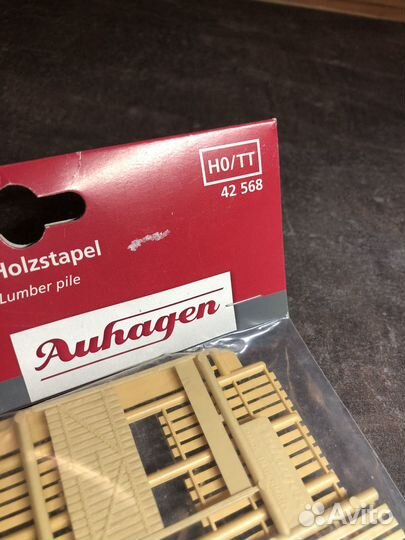 H0/TT
42 568
Holzstapel
Lumber pile
Auhagen
Avito